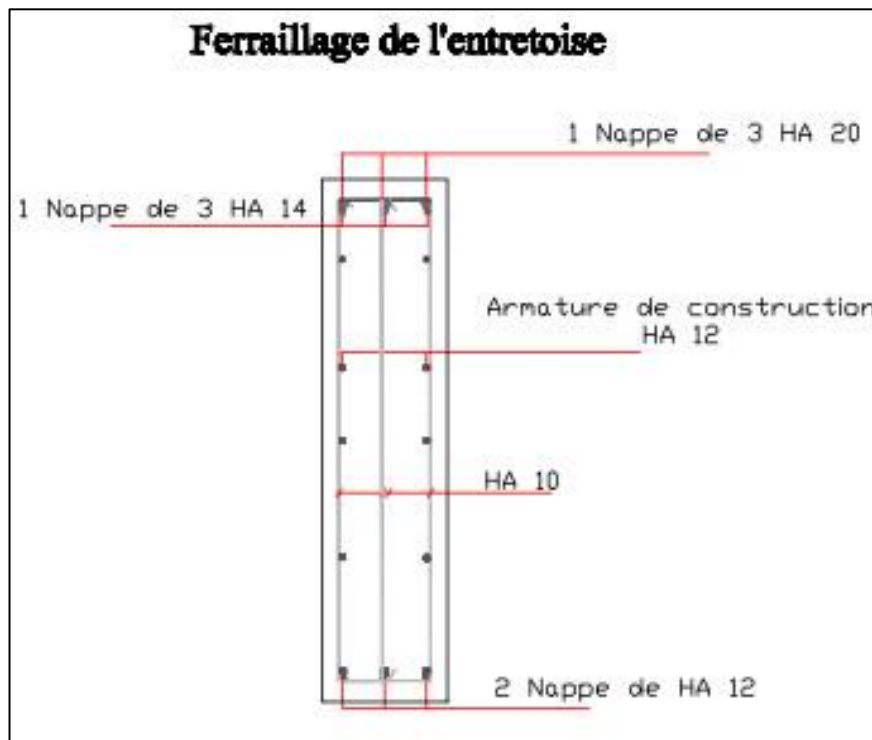 Ferraillage de l'entretoise
1 Nappe de 3 HA 20
1 Nappe de 3 HA 14
Armature de construction
HA 12
HA 10
2 Nappe de HA 12